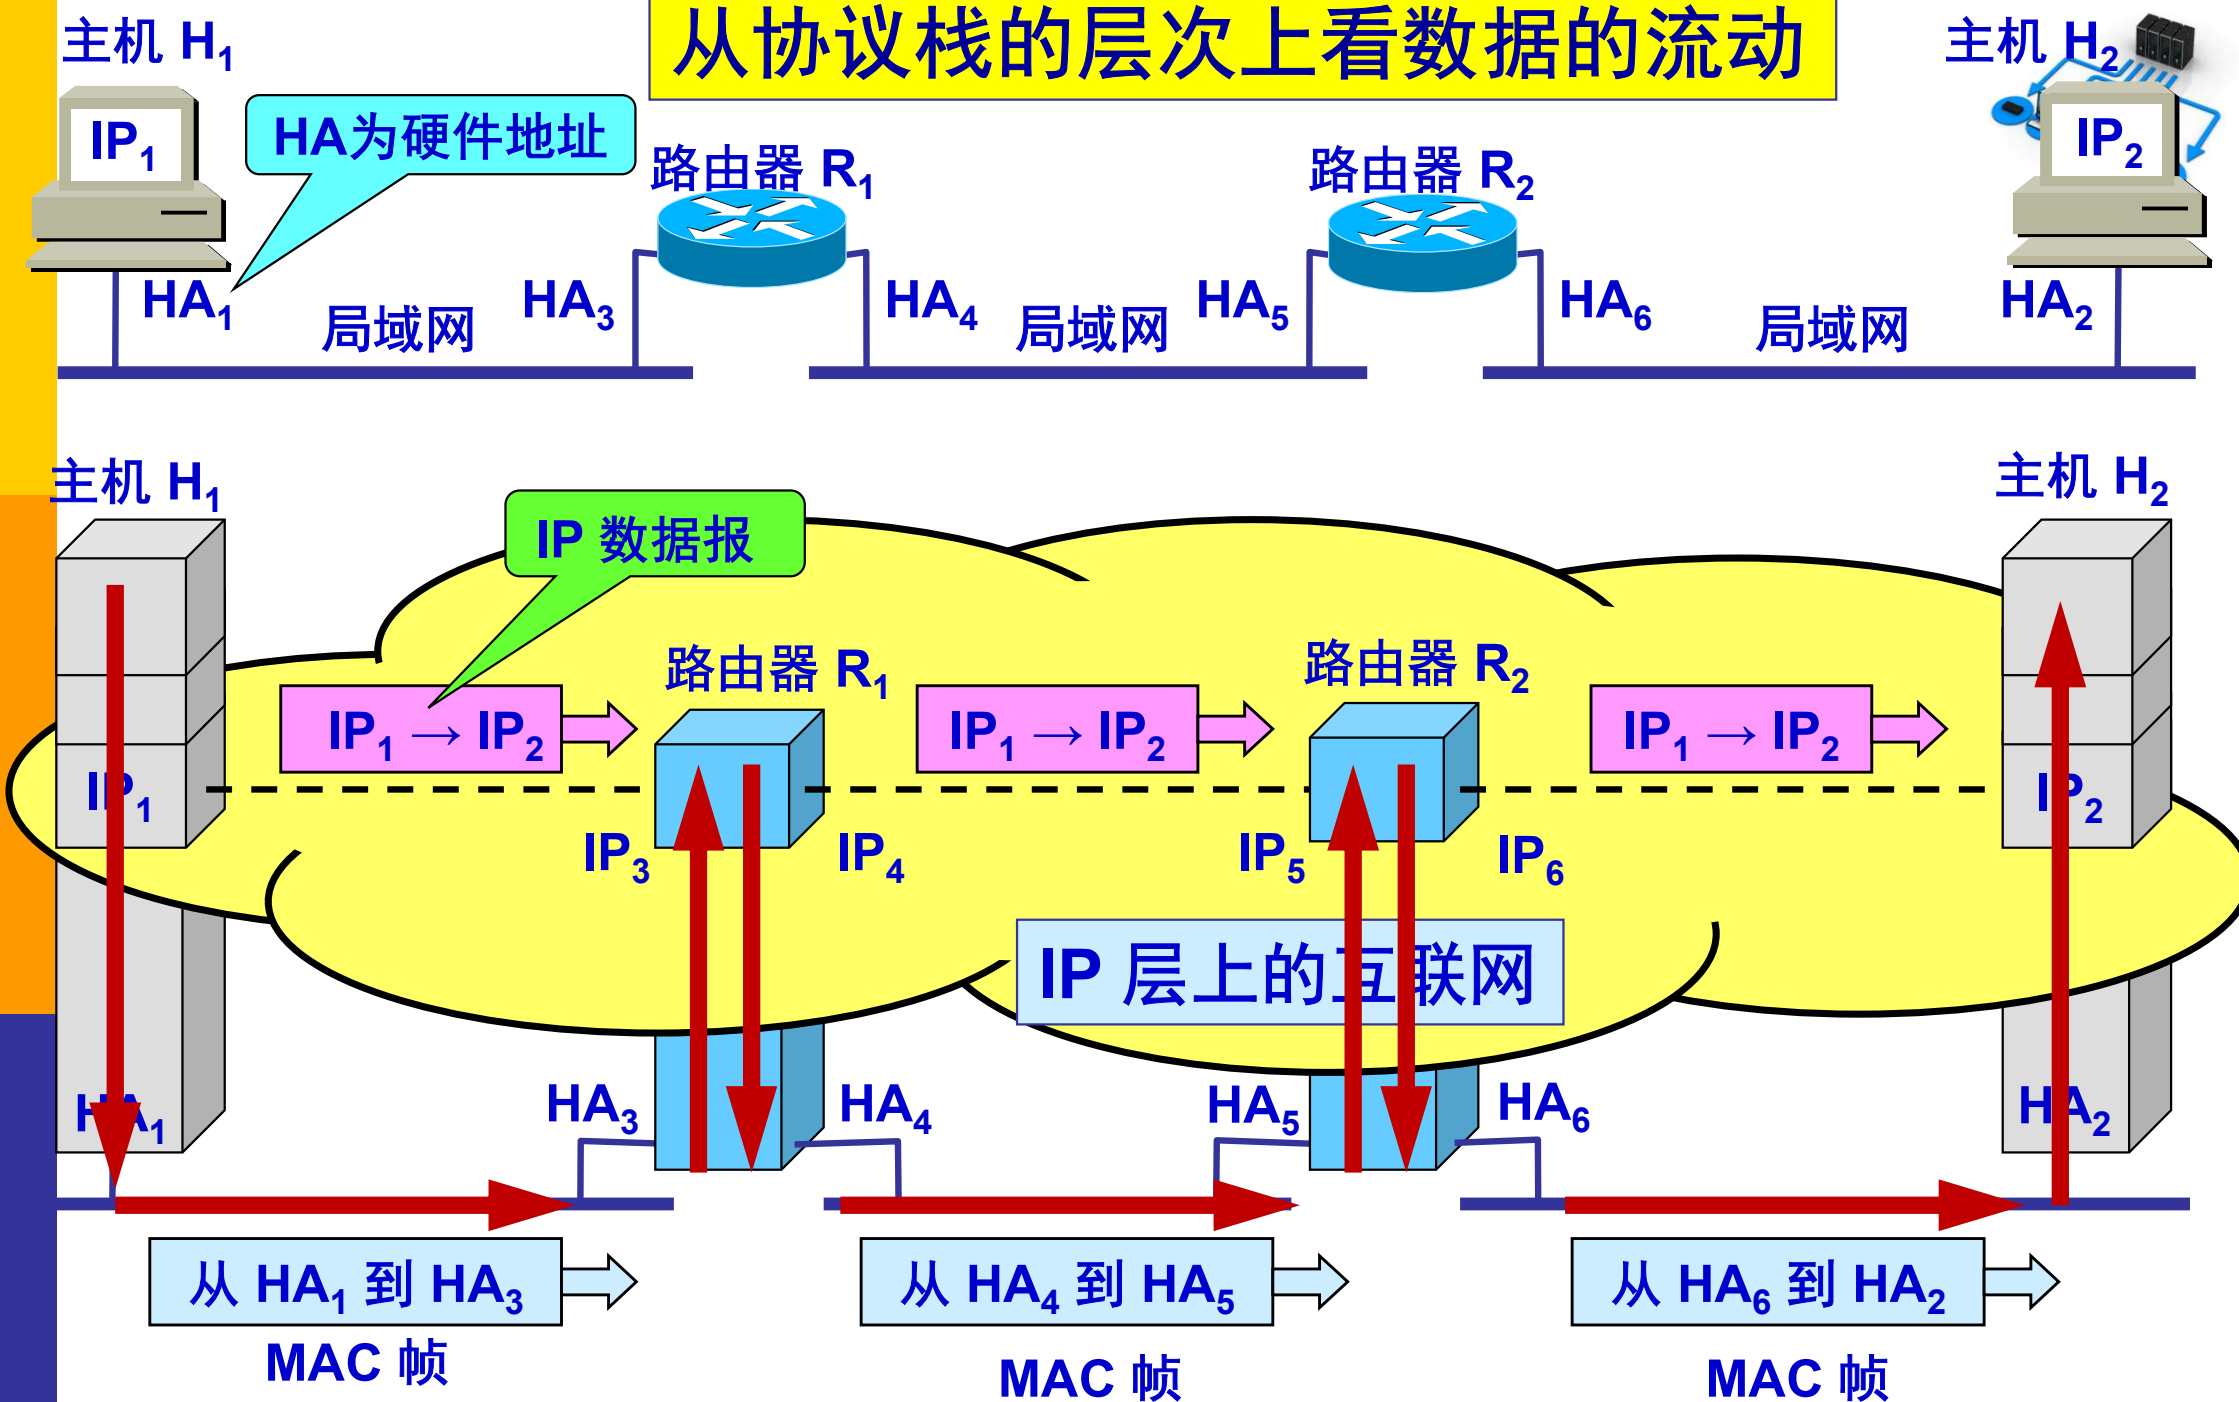 从协议栈的层次上看数据的流动
主机 H₁
主机 H₂
IP₁
HA为硬件地址
IP₂
路由器 R₁
路由器 R₂
HA₁
HA₃
HA₄
HA₅
HA₆
HA₂
局域网
局域网
局域网
主机 H₁
主机 H₂
IP 数据报
路由器 R₁
路由器 R₂
IP₁ → IP₂
IP₁ → IP₂
IP₁ → IP₂
IP₁
IP₂
IP₃
IP₄
IP₅
IP₆
IP 层上的互联网
HA₁
HA₃
HA₄
HA₅
HA₆
HA₂
从 HA₁ 到 HA₃
从 HA₄ 到 HA₅
从 HA₆ 到 HA₂
MAC 帧
MAC 帧
MAC 帧